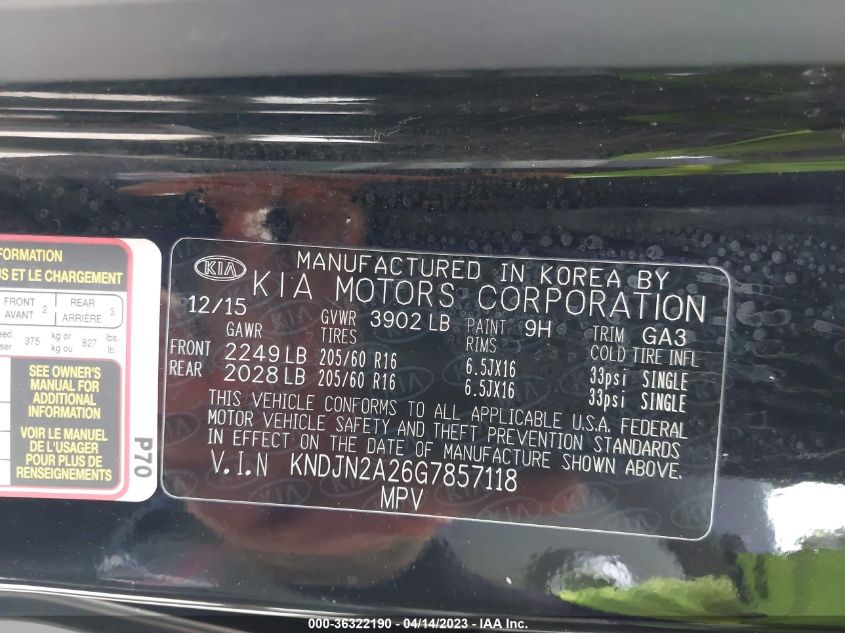 FORMATION
US ET LE CHARGEMENT
FRONT 2 REAR 3
AVANT ARRIÈRE
375 kg or 827 lbs.
kg ou lb.
SEE OWNER'S
MANUAL FOR
ADDITIONAL
INFORMATION
VOIR LE MANUEL
DE L'USAGER
POUR PLUS DE
RENSEIGNEMENTS
P70
KIA
MANUFACTURED IN KOREA BY
KIA MOTORS CORPORATION
12/15
GVWR 3902 LB PAINT 9H TRIM GA3
GAWR TIRES RIMS COLD TIRE INFL
FRONT 2249 LB 205/60 R16 6.5JX16 33psi SINGLE
REAR 2028 LB 205/60 R16 6.5JX16 33psi SINGLE
THIS VEHICLE CONFORMS TO ALL APPLICABLE U.S.A. FEDERAL
MOTOR VEHICLE SAFETY AND THEFT PREVENTION STANDARDS
IN EFFECT ON THE DATE OF MANUFACTURE SHOWN ABOVE.
V.I.N KNDJN2A26G7857118
MPV
000-36322190 - 04/14/2023 - IAA Inc.